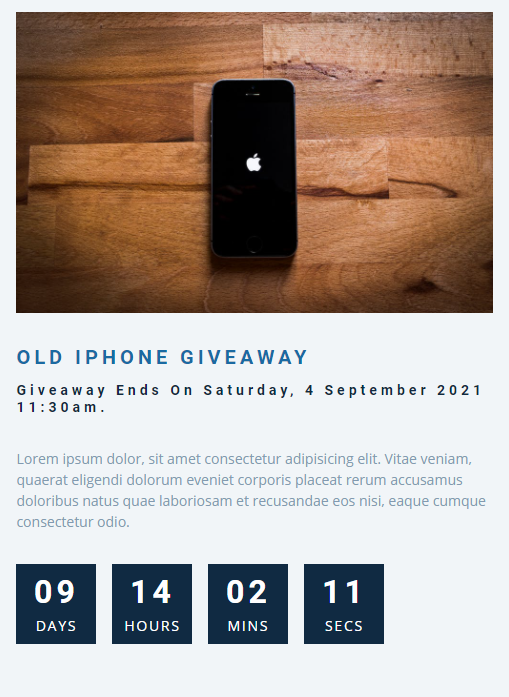 OLD IPHONE GIVEAWAY
Giveaway Ends On Saturday, 4 September 2021
11:30am.
Lorem ipsum dolor, sit amet consectetur adipisicing elit. Vitae veniam,
quaerat eligendi dolorum eveniet corporis placeat rerum accusamus
doloribus natus quae laboriosam et recusandae eos nisi, eaque cumque
consectetur odio.
09 14 02 11
DAYS HOURS MINS SECS